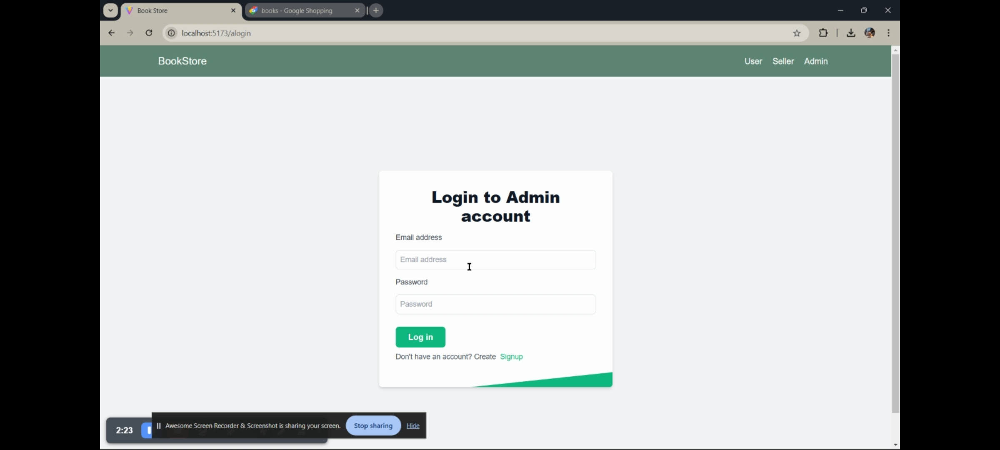 Book Store
books - Google Shopping
localhost:5173/alogin
BookStore
User Seller Admin
Login to Admin
account
Email address
Email address
Password
Password
Log in
Don't have an account? Create Signup
2:23
Awesome Screen Recorder & Screenshot is sharing your screen. Stop sharing Hide